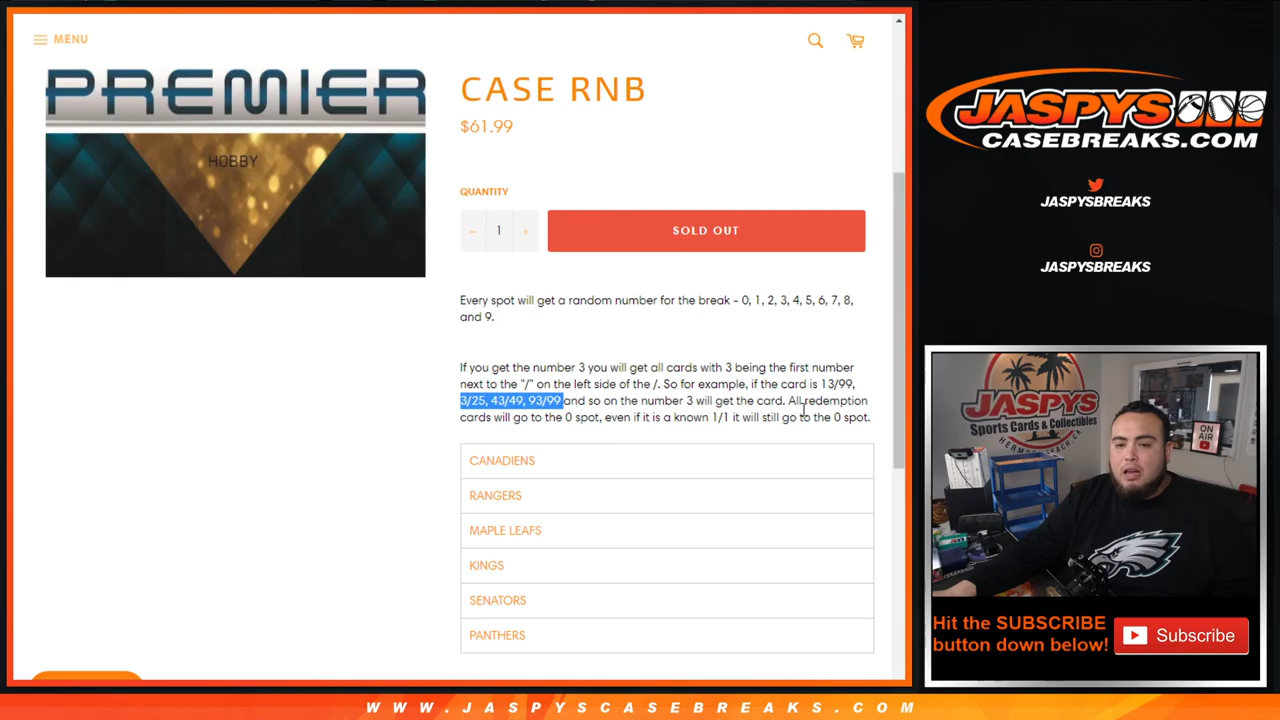 MENU
PREMIER
HOBBY
CASE RNB
$61.99
QUANTITY
− 1 +
SOLD OUT
Every spot will get a random number for the break - 0, 1, 2, 3, 4, 5, 6, 7, 8,
and 9.
If you get the number 3 you will get all cards with 3 being the first number
next to the "/" on the left side of the /. So for example, if the card is 13/99,
3/25, 43/49, 93/99 and so on the number 3 will get the card. All redemption
cards will go to the 0 spot, even if it is a known 1/1 it will still go to the 0 spot.
CANADIENS
RANGERS
MAPLE LEAFS
KINGS
SENATORS
PANTHERS
JASPYS
CASEBREAKS.COM
JASPYSBREAKS
JASPYSBREAKS
JASPYS
Sports Cards & Collectibles
HERMOSA BEACH, CA
ON
AIR
EAGLES
Hit the SUBSCRIBE
button down below!
Subscribe
WWW.JASPYSCASEBREAKS.COM